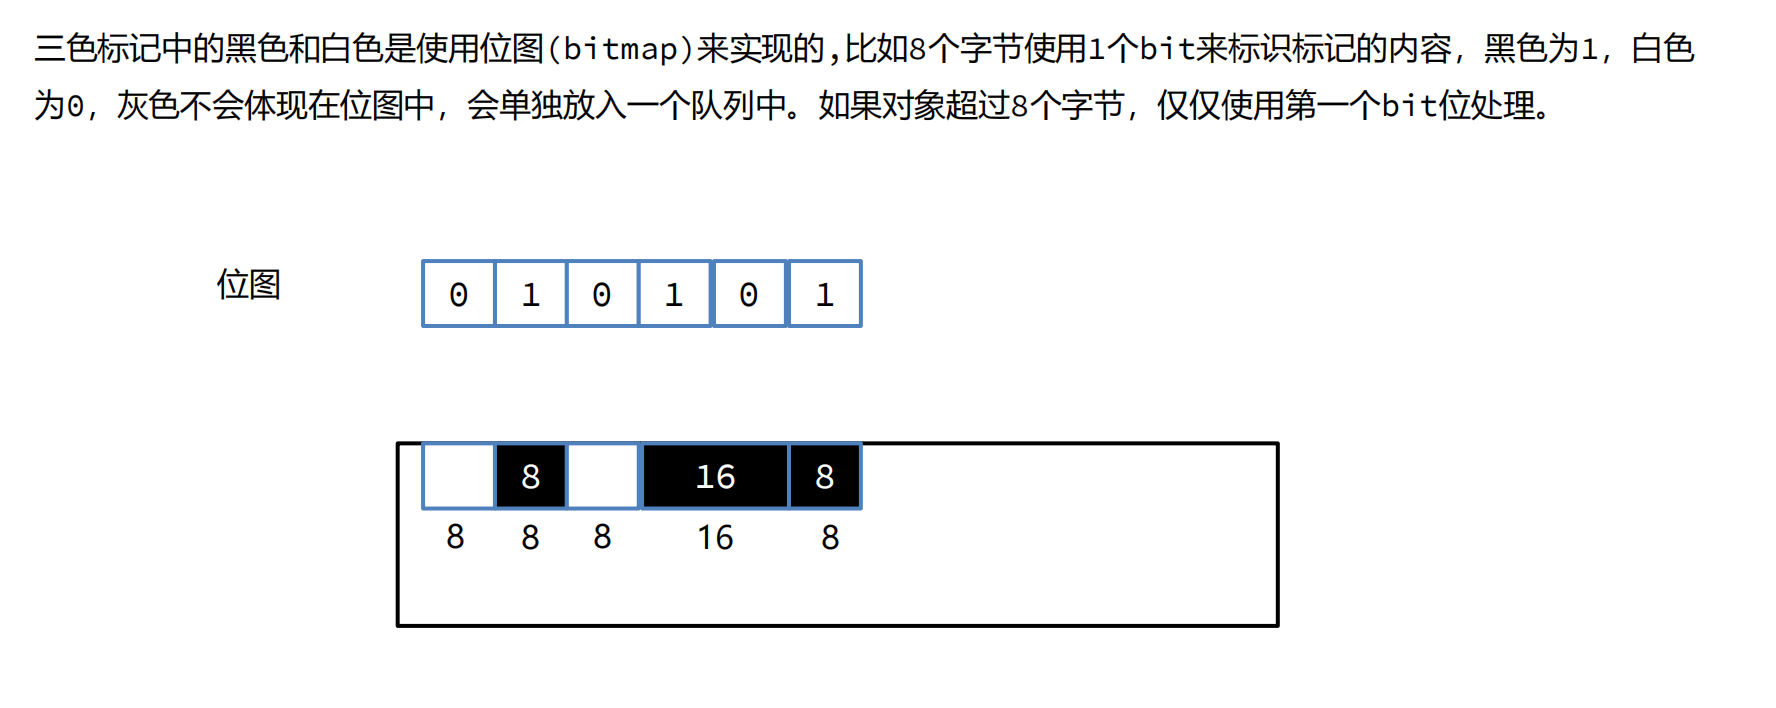 三色标记中的黑色和白色是使用位图(bitmap)来实现的,比如8个字节使用1个bit来标识标记的内容，黑色为1，白色
为0，灰色不会体现在位图中，会单独放入一个队列中。如果对象超过8个字节，仅仅使用第一个bit位处理。
位图 0 1 0 1 0 1
8 16 8
8 8 8 16 8